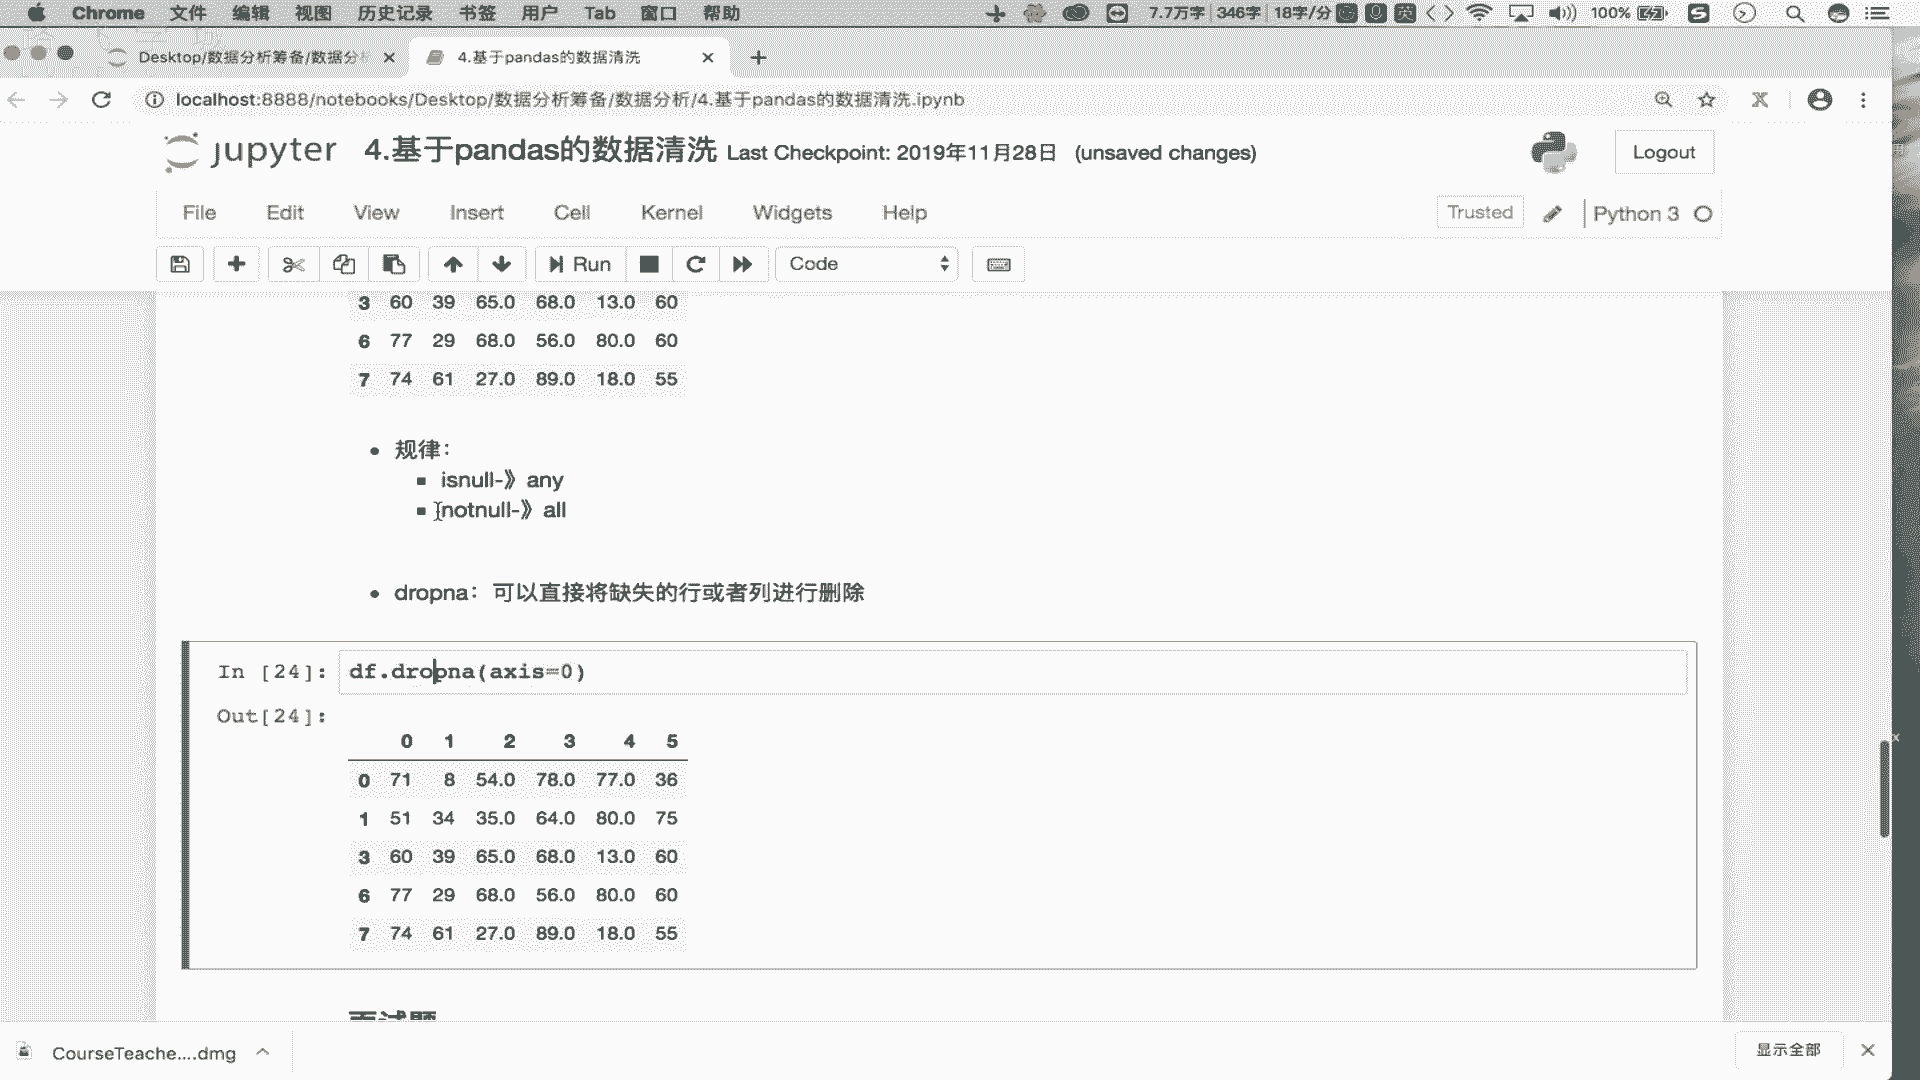 Chrome 文件 编辑 视图 历史记录 书签 用户 Tab 窗口 帮助 7.7万字 346字 18字/分 英 100%
Desktop/数据分析筹备/数据分 4.基于pandas的数据清洗
localhost:8888/notebooks/Desktop/数据分析筹备/数据分析/4.基于pandas的数据清洗.ipynb
jupyter 4.基于pandas的数据清洗 Last Checkpoint: 2019年11月28日 (unsaved changes) Logout
File Edit View Insert Cell Kernel Widgets Help Trusted Python 3
Run Code
3 60 39 65.0 68.0 13.0 60
6 77 29 68.0 56.0 80.0 60
7 74 61 27.0 89.0 18.0 55
规律：
isnull-》any
notnull-》all
dropna：可以直接将缺失的行或者列进行删除
In [24]: df.dropna(axis=0)
Out[24]:
0 1 2 3 4 5
0 71 8 54.0 78.0 77.0 36
1 51 34 35.0 64.0 80.0 75
3 60 39 65.0 68.0 13.0 60
6 77 29 68.0 56.0 80.0 60
7 74 61 27.0 89.0 18.0 55
面试题
CourseTeache....dmg 显示全部